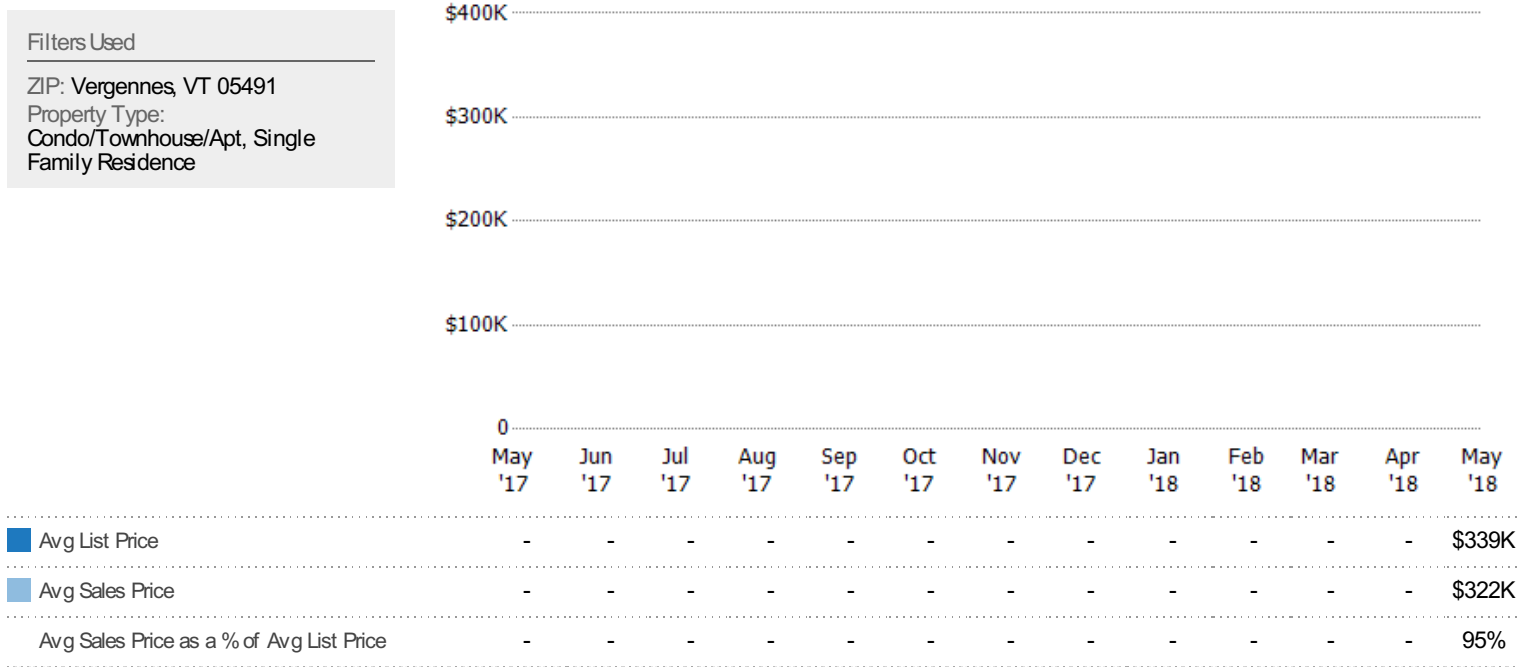 Filters Used
ZIP: Vergennes, VT 05491
Property Type:
Condo/Townhouse/Apt, Single
Family Residence
$400K
$300K
$200K
$100K
0
May Jun Jul Aug Sep Oct Nov Dec Jan Feb Mar Apr May
'17 '17 '17 '17 '17 '17 '17 '17 '18 '18 '18 '18 '18
Avg List Price - - - - - - - - - - - - $339K
Avg Sales Price - - - - - - - - - - - - $322K
Avg Sales Price as a % of Avg List Price - - - - - - - - - - - - 95%